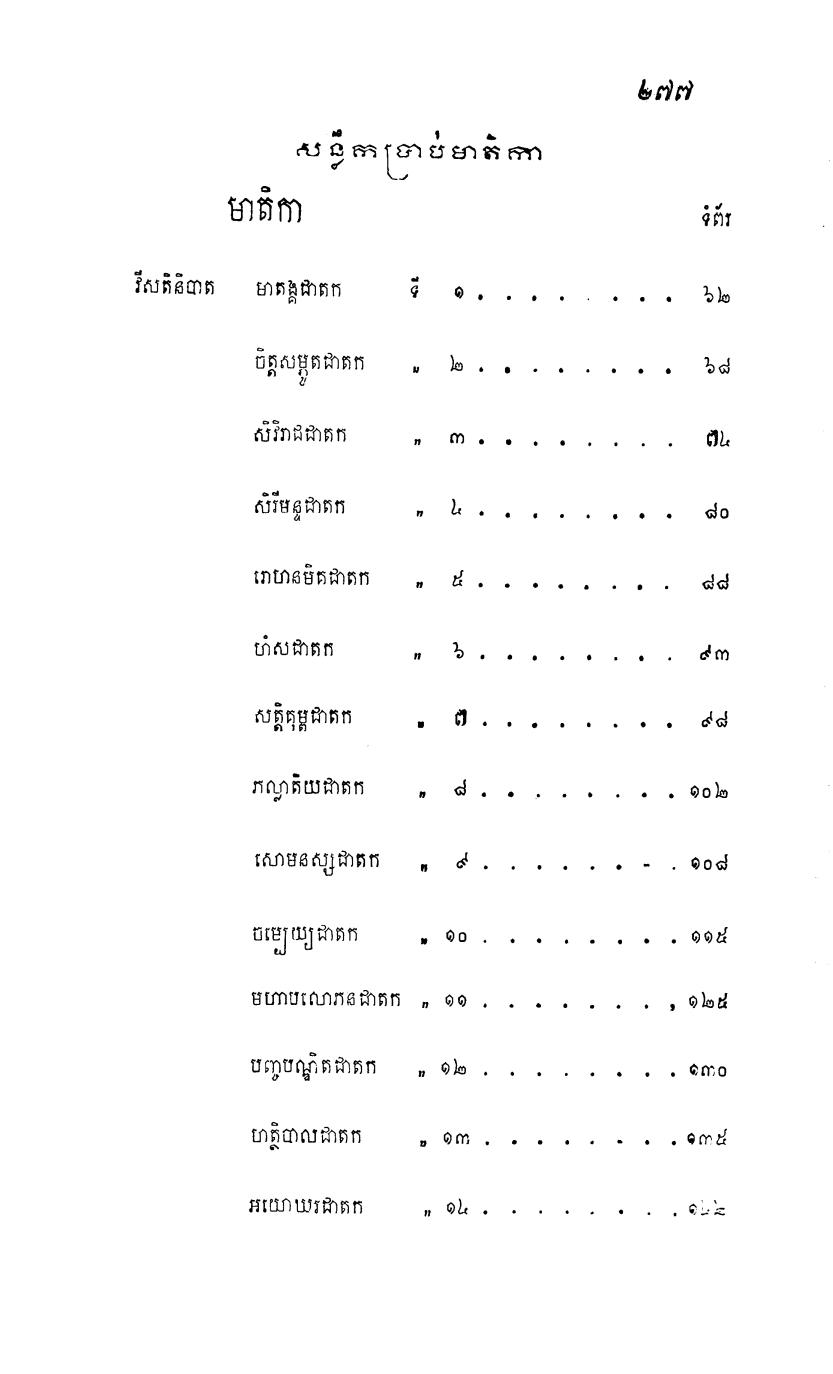 ២៧៧
សន្លឹកប្រាប់មាតិកា
មាតិកា ទំព័រ
វីសតិនិបាត មាតង្គជាតក ទី ១ . . . . . . . . ៦២
ចិត្តសម្ភូតជាតក " ២ . . . . . . . . ៦៨
សិវិរាជជាតក " ៣ . . . . . . . . ៧៤
សិរីមន្ទជាតក " ៤ . . . . . . . . ៨០
រោហនមិគជាតក " ៥ . . . . . . . . ៨៨
ហំសជាតក " ៦ . . . . . . . . ៩៣
សត្តិគុម្ពជាតក " ៧ . . . . . . . . ៩៨
ភល្លាតិយជាតក " ៨ . . . . . . . . ១០២
សោមនស្សជាតក " ៩ . . . . . . - . ១០៨
ចម្បេយ្យជាតក " ១០ . . . . . . . . ១១៥
មហាបលោភនជាតក " ១១ . . . . . . . , ១២៥
បញ្ចបណ្ឌិតជាតក " ១២ . . . . . . . . ១៣០
ហត្ថិបាលជាតក " ១៣ . . . . . . . . ១៣៥
អយោឃរជាតក " ១៤ . . . . . . . .